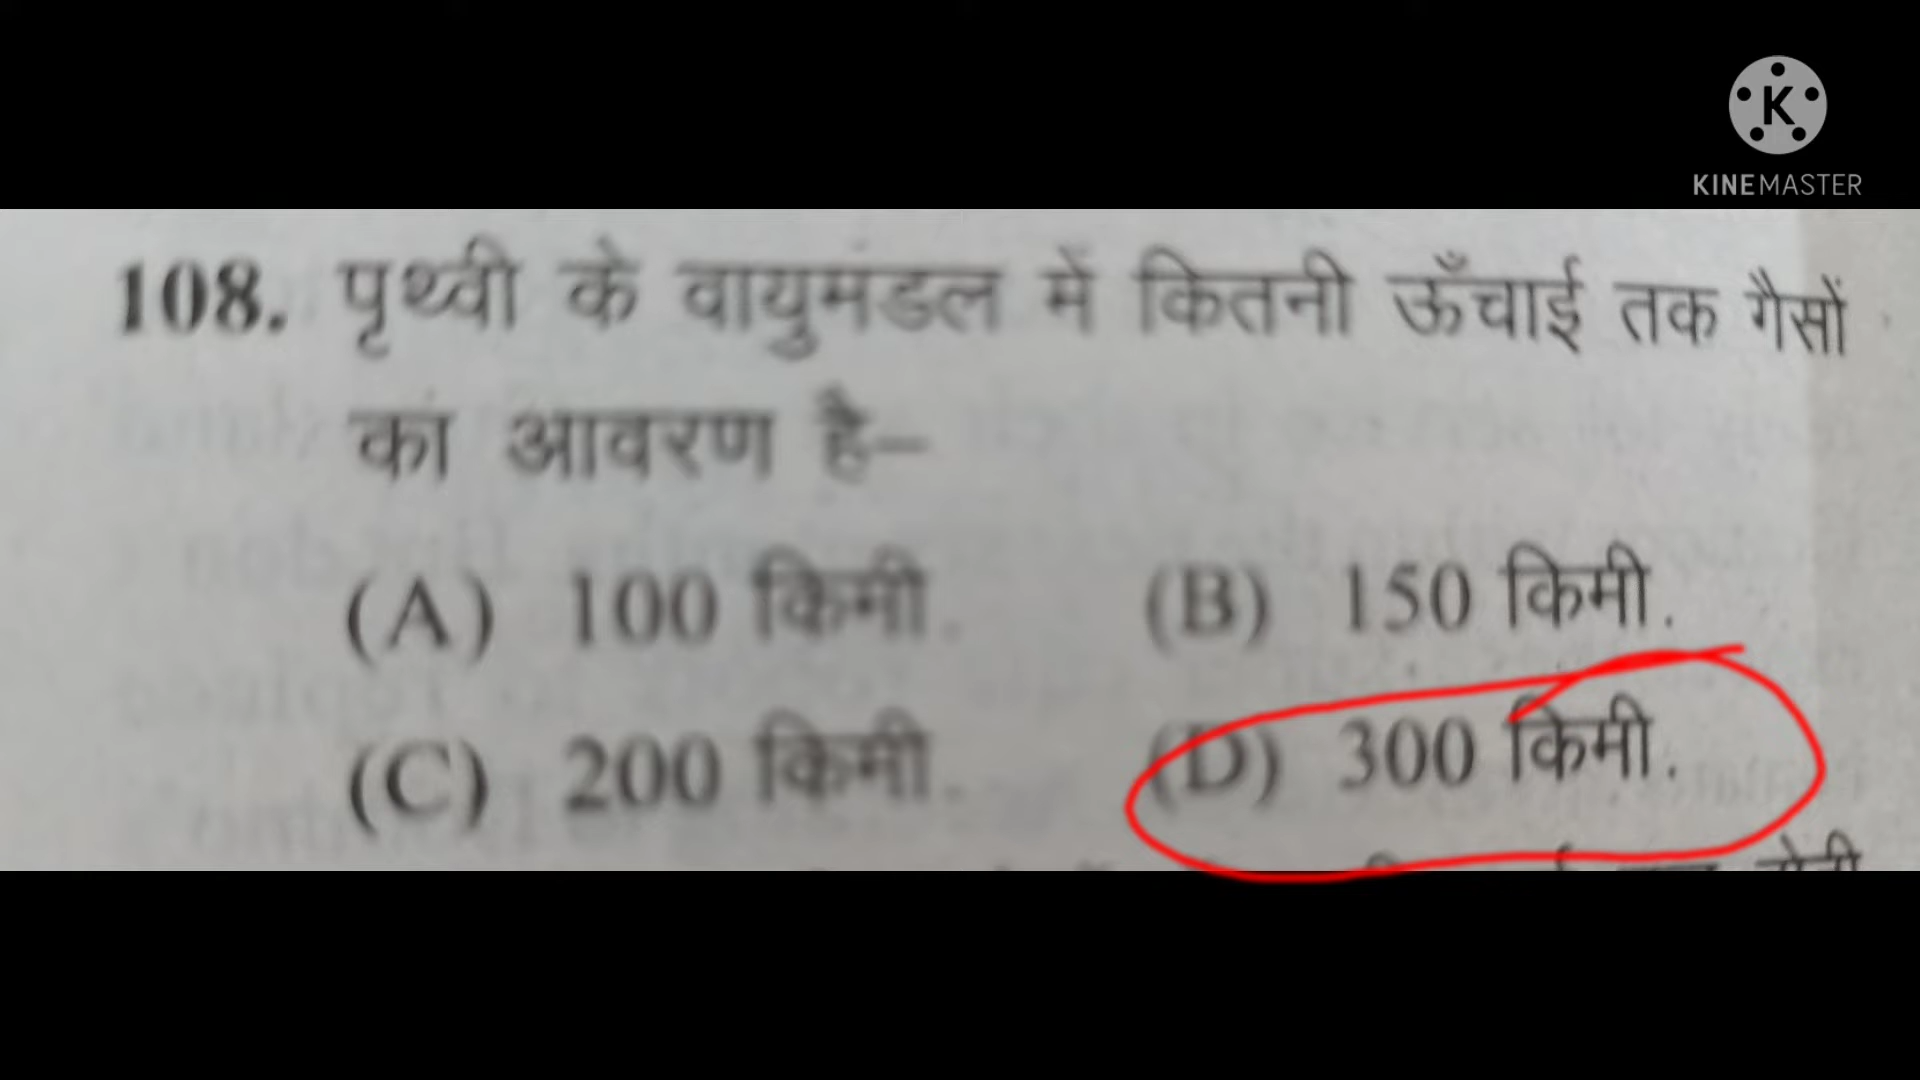 K
KINEMASTER
108. पृथ्वी के वायुमंडल में कितनी ऊँचाई तक गैसों
का आवरण है–
(A) 100 किमी. (B) 150 किमी.
(C) 200 किमी. (D) 300 किमी.